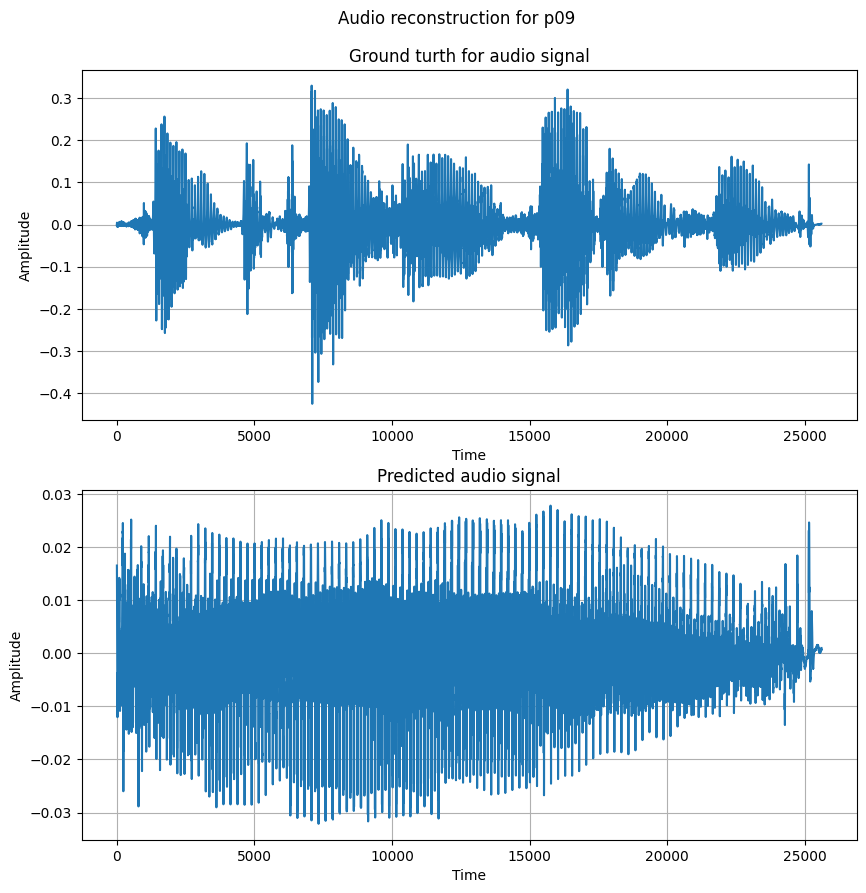 Audio reconstruction for p09
Ground turth for audio signal
0.3
0.2
0.1
0.0
−0.1
−0.2
−0.3
−0.4
Amplitude
0 5000 10000 15000 20000 25000
Time
Predicted audio signal
0.03
0.02
0.01
0.00
−0.01
−0.02
−0.03
Amplitude
0 5000 10000 15000 20000 25000
Time